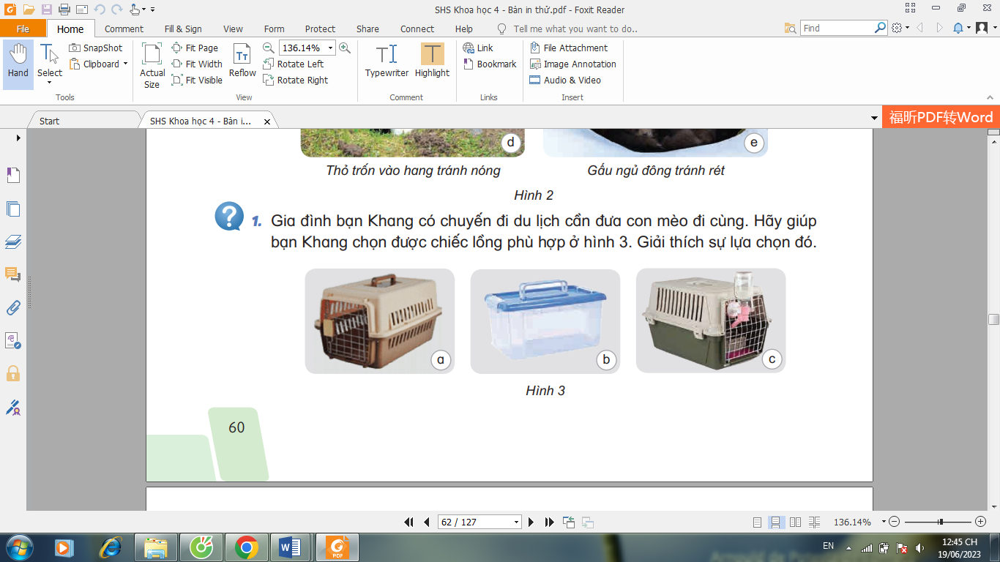 SHS Khoa học 4 - Bản in thử.pdf - Foxit Reader
File Home Comment Fill & Sign View Form Protect Share Connect Help Tell me what you want to do.. Find
Hand
Select
SnapShot
Clipboard
Tools
Actual Size
Fit Page
Fit Width
Fit Visible
Reflow
136.14%
Rotate Left
Rotate Right
View
Typewriter
Highlight
Comment
Link
Bookmark
Links
File Attachment
Image Annotation
Audio & Video
Insert
Start
SHS Khoa học 4 - Bản i...
福昕PDF转Word
d
e
Thỏ trốn vào hang tránh nóng
Gấu ngủ đông tránh rét
Hình 2
? 1. Gia đình bạn Khang có chuyến đi du lịch cần đưa con mèo đi cùng. Hãy giúp
bạn Khang chọn được chiếc lồng phù hợp ở hình 3. Giải thích sự lựa chọn đó.
a
b
c
Hình 3
60
62 / 127
136.14%
EN
12:45 CH
19/06/2023